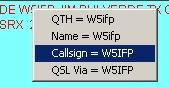 DE W5IFP JIM BULVERDE TX
QTH = W5ifp
Name = W5ifp
Callsign = W5IFP
QSL Via = W5IFP
SRX